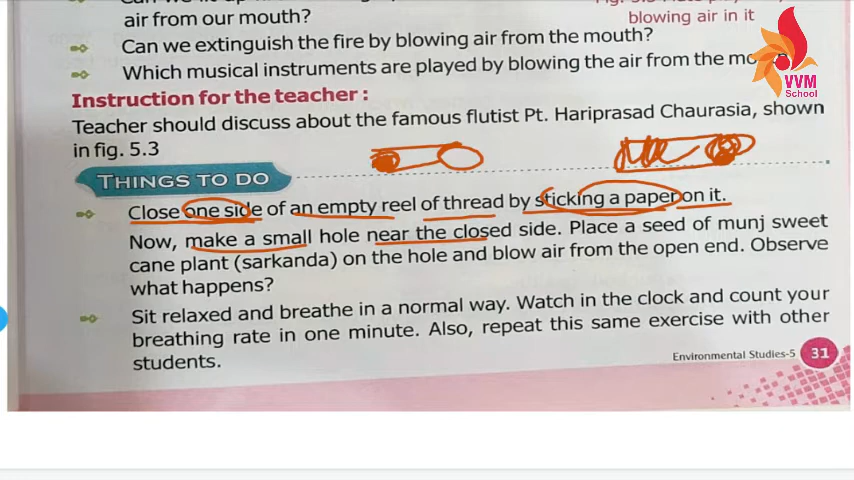 air from our mouth?
blowing air in it
Can we extinguish the fire by blowing air from the mouth?
Which musical instruments are played by blowing the air from the
VVM
School
Instruction for the teacher :
Teacher should discuss about the famous flutist Pt. Hariprasad Chaurasia, shown
in fig. 5.3
THINGS TO DO
Close one side of an empty reel of thread by sticking a paper on it.
Now, make a small hole near the closed side. Place a seed of munj sweet
cane plant (sarkanda) on the hole and blow air from the open end. Observe
what happens?
Sit relaxed and breathe in a normal way. Watch in the clock and count your
breathing rate in one minute. Also, repeat this same exercise with other
students.
Environmental Studies-5 31